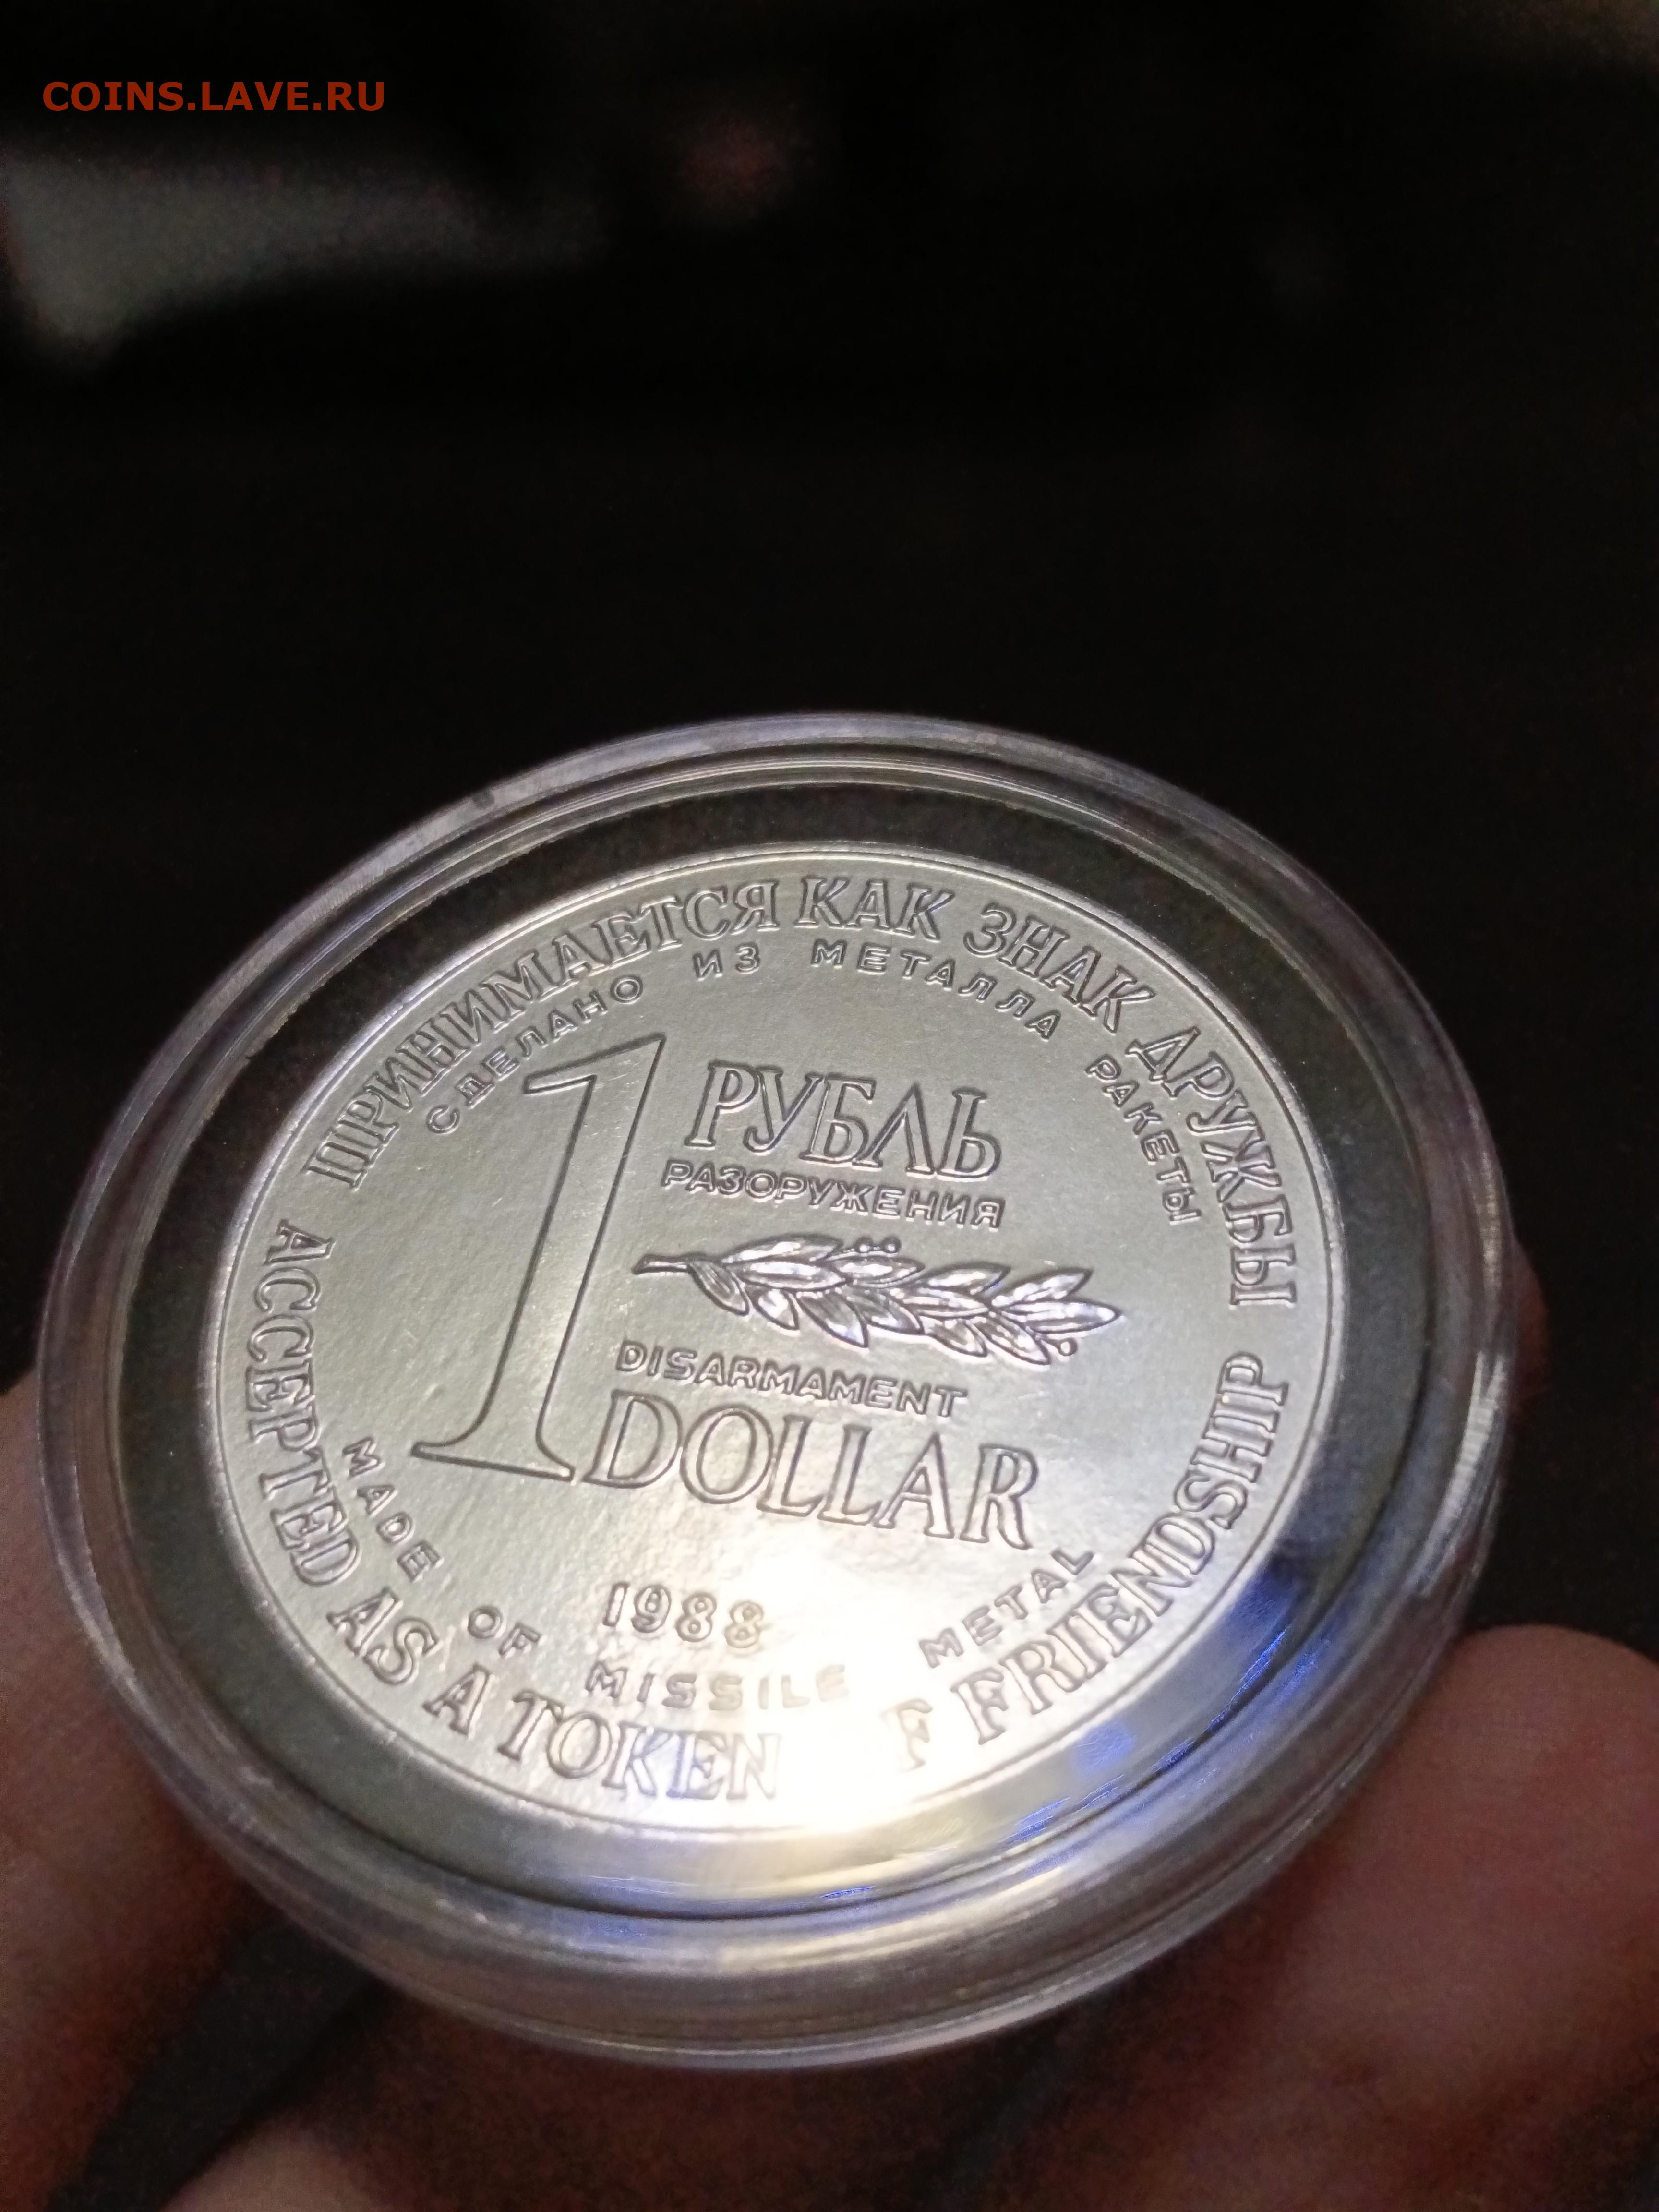 COINS.LAVE.RU
ПРИНИМАЕТСЯ КАК ЗНАК ДРУЖБЫ
СДЕЛАНО ИЗ МЕТАЛЛА РАКЕТЫ
1
РУБЛЬ
РАЗОРУЖЕНИЯ
DISARMAMENT
DOLLAR
1988
MADE OF MISSILE METAL
ACCEPTED AS A TOKEN F FRIENDSHIP